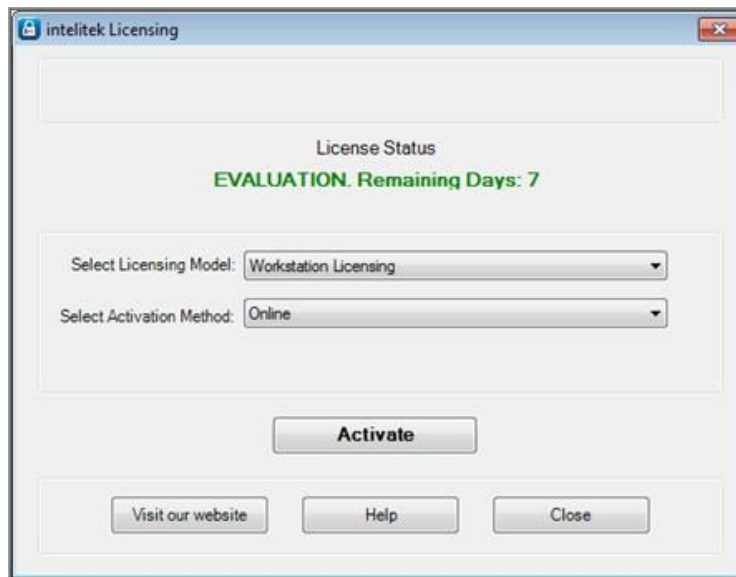 intelitek Licensing
License Status
EVALUATION. Remaining Days: 7
Select Licensing Model: Workstation Licensing
Select Activation Method: Online
Activate
Visit our website Help Close